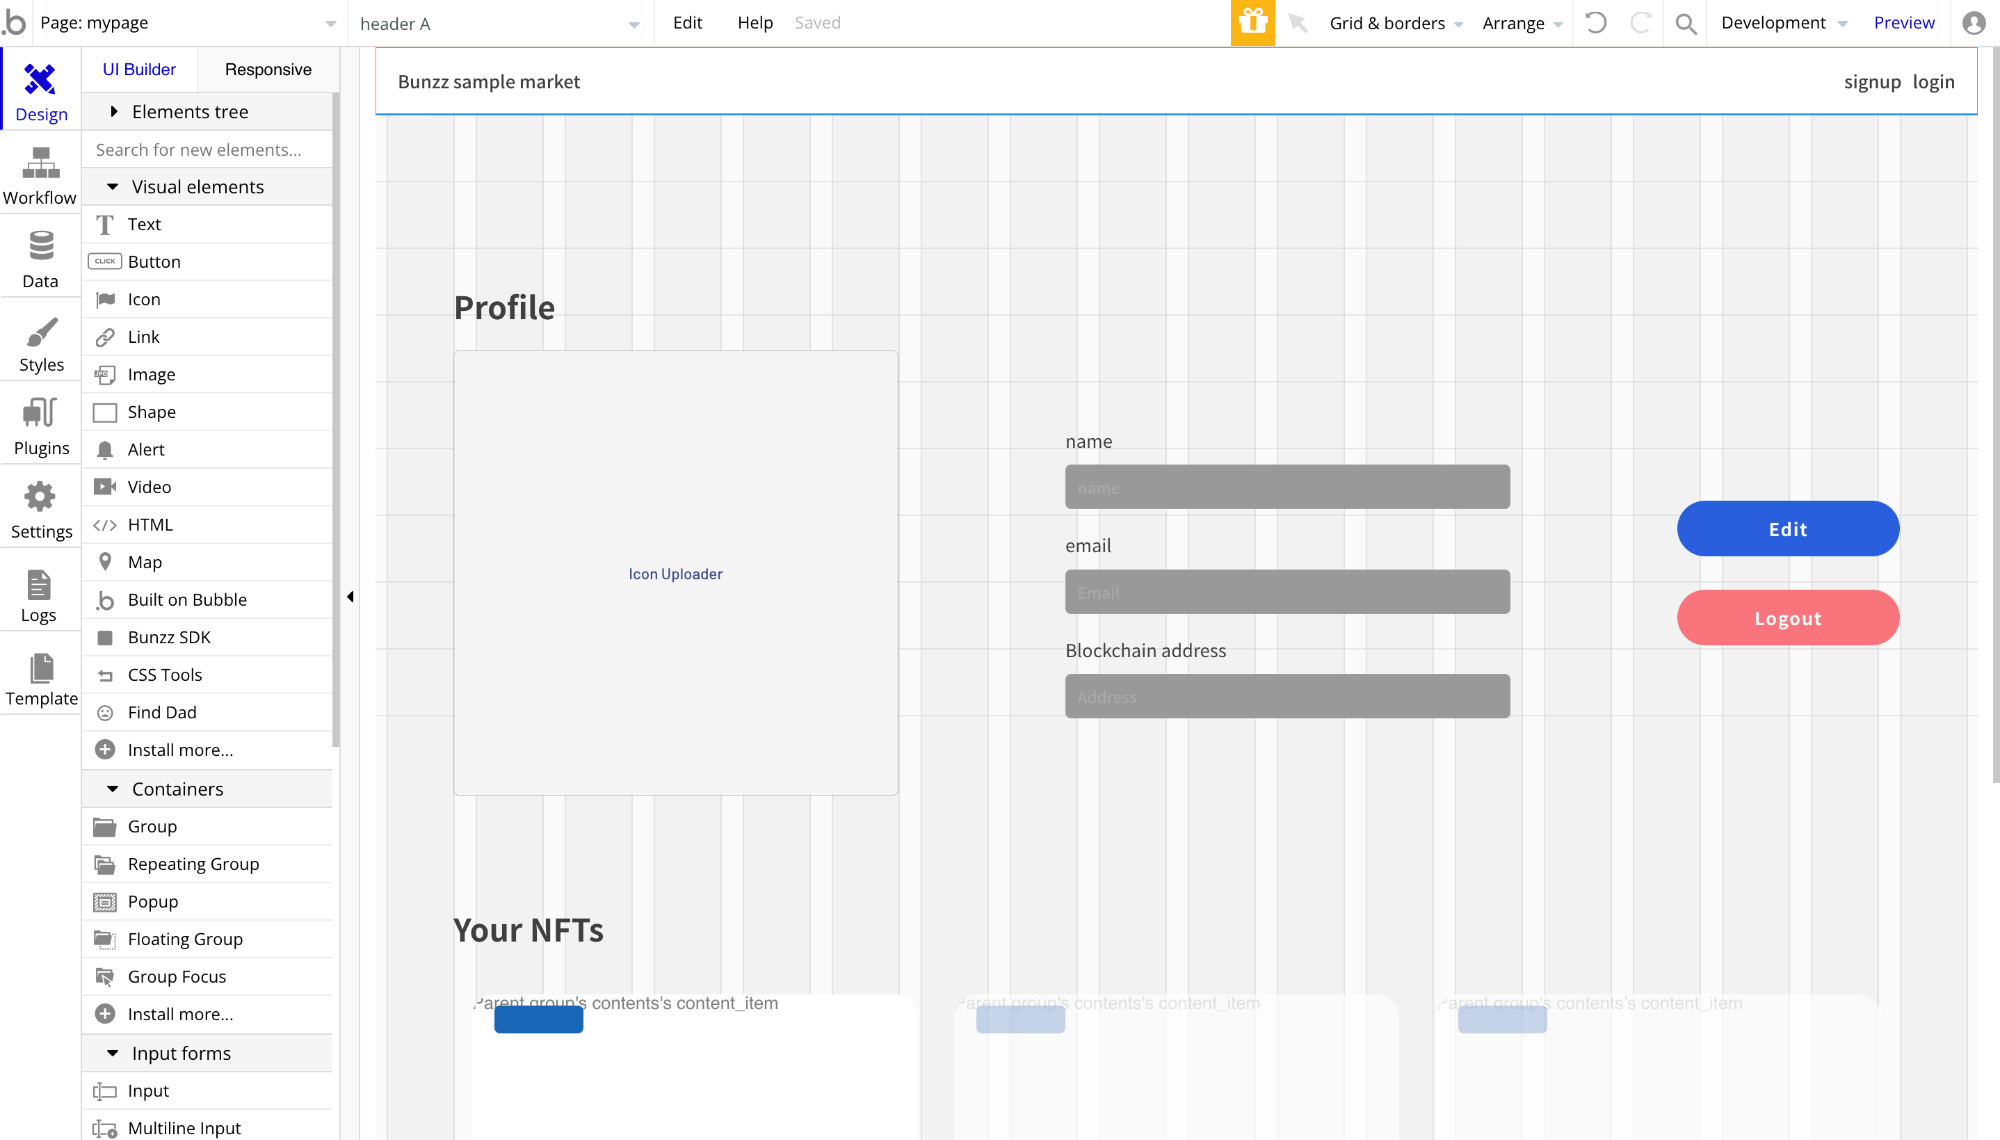 .b Page: mypage header A Edit Help Saved Grid & borders Arrange Development Preview
UI Builder Responsive
Design
Workflow
Data
Styles
Plugins
Settings
Logs
Template
Elements tree
Search for new elements...
Visual elements
Text
CLICK Button
Icon
Link
Image
Shape
Alert
Video
</> HTML
Map
.b Built on Bubble
Bunzz SDK
CSS Tools
Find Dad
Install more...
Containers
Group
Repeating Group
Popup
Floating Group
Group Focus
Install more...
Input forms
Input
Multiline Input
Bunzz sample market signup login
Profile
Icon Uploader
name
name
email
Email
Blockchain address
Address
Edit
Logout
Your NFTs
Parent group's contents's content_item
Parent group's contents's content_item
Parent group's contents's content_item